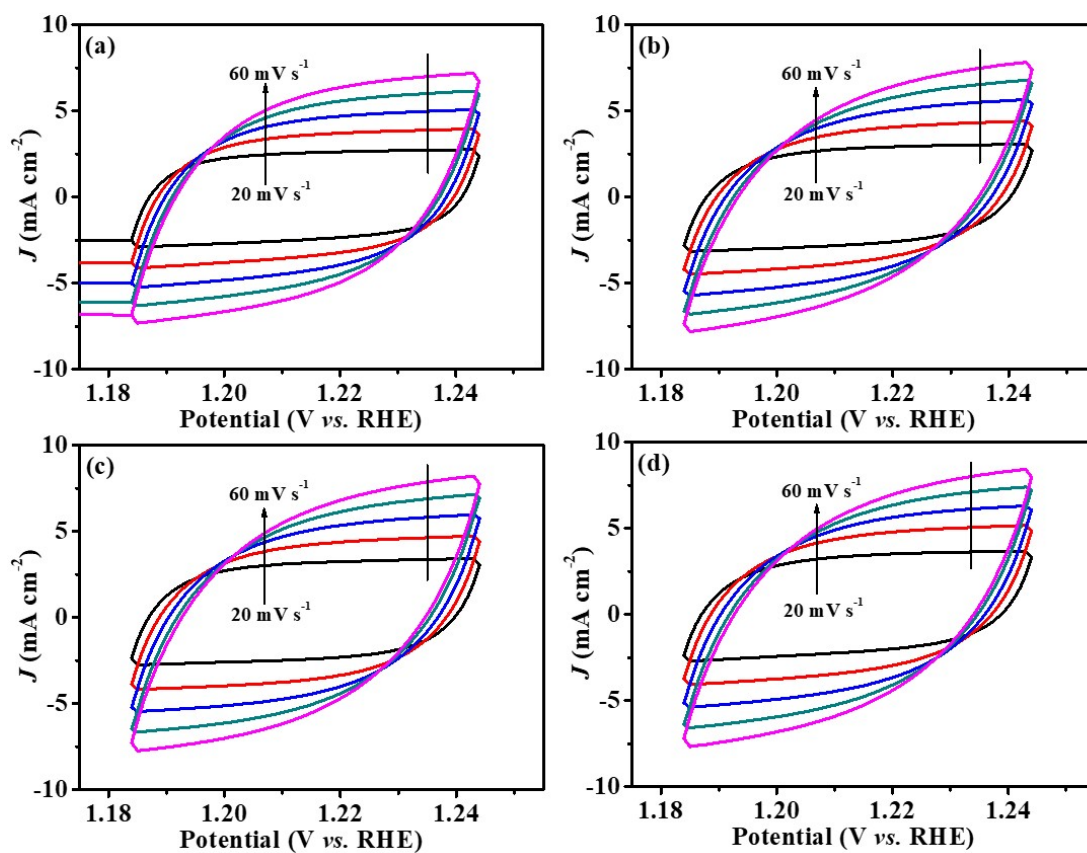 (a)
60 mV s-1
20 mV s-1
J (mA cm-2)
10
5
0
-5
-10
1.18 1.20 1.22 1.24
Potential (V vs. RHE)
(b)
60 mV s-1
20 mV s-1
J (mA cm-2)
10
5
0
-5
-10
1.18 1.20 1.22 1.24
Potential (V vs. RHE)
(c)
60 mV s-1
20 mV s-1
J (mA cm-2)
10
5
0
-5
-10
1.18 1.20 1.22 1.24
Potential (V vs. RHE)
(d)
60 mV s-1
20 mV s-1
J (mA cm-2)
10
5
0
-5
-10
1.18 1.20 1.22 1.24
Potential (V vs. RHE)